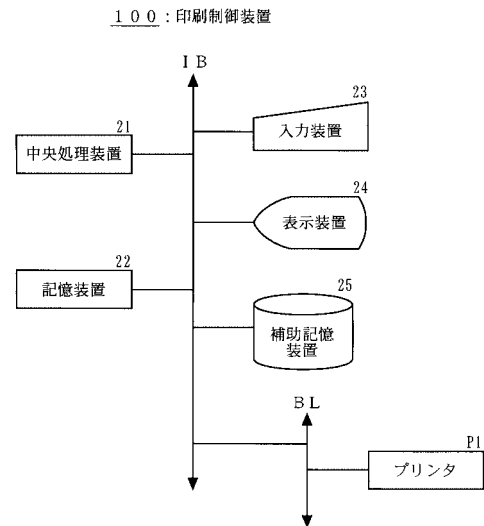 １００：印刷制御装置
ＩＢ
23
入力装置
21
中央処理装置
24
表示装置
22
記憶装置
25
補助記憶
装置
ＢＬ
P1
プリンタ